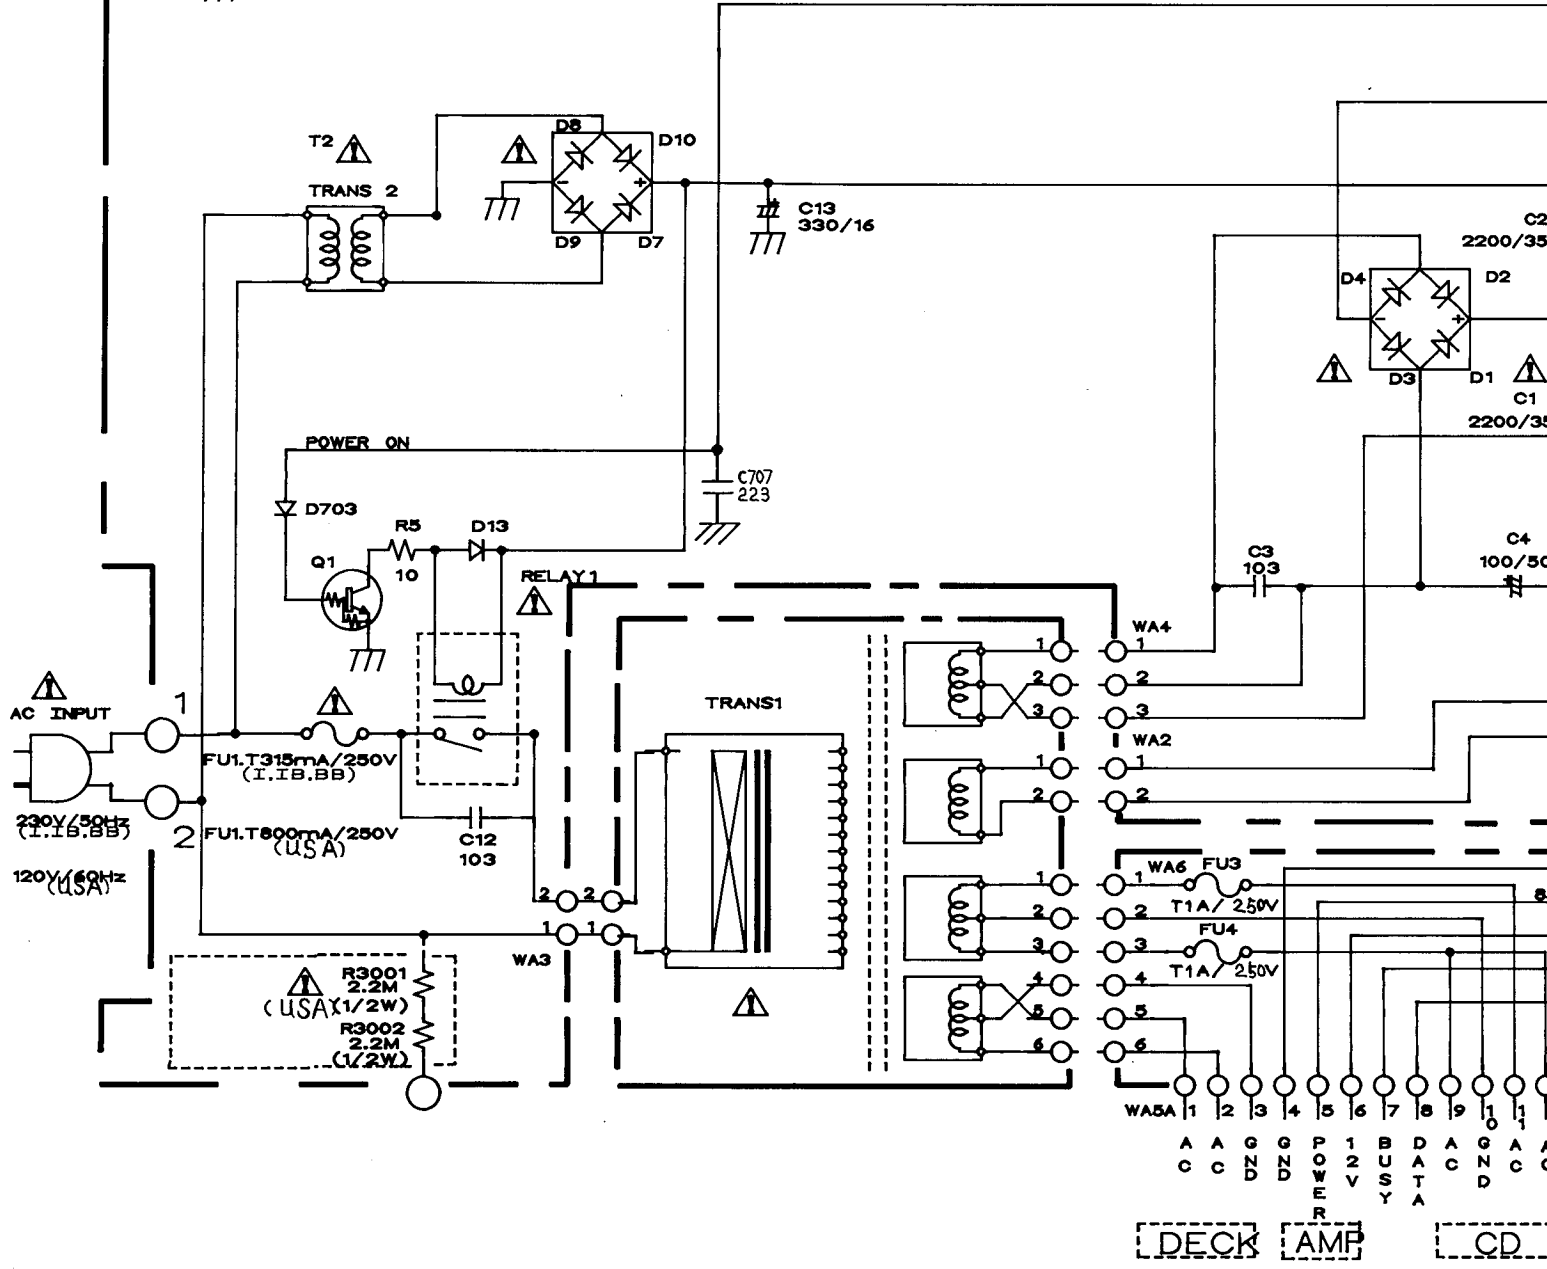 T2
TRANS 2
D8
D10
-
+
D9
D7
C13
330/16
C2
2200/35
D4
D2
-
+
D3
D1
C1
2200/35
POWER ON
C707
223
D703
R5
10
D13
Q1
RELAY1
C3
103
C4
100/50
AC INPUT
1
2
FU1.T315mA/250V
(I.IB.BB)
230V/50Hz
(I.IB.BB)
FU1.T800mA/250V
(USA)
120V/60Hz
(USA)
C12
103
TRANS1
WA4
1 1
2 2
3 3
WA2
1 1
2 2
2 2
1 1
WA3
WA6 FU3
1 1
T1A/250V
2 2
FU4
3 3
T1A/250V
4 4
5 5
6 6
8
R3001
2.2M
(USA)(1/2W)
R3002
2.2M
(1/2W)
WA5A 1 2 3 4 5 6 7 8 9 10 11
AC AC GND GND POWER 12V BUSY DATA AC GND AC
DECK AMP CD